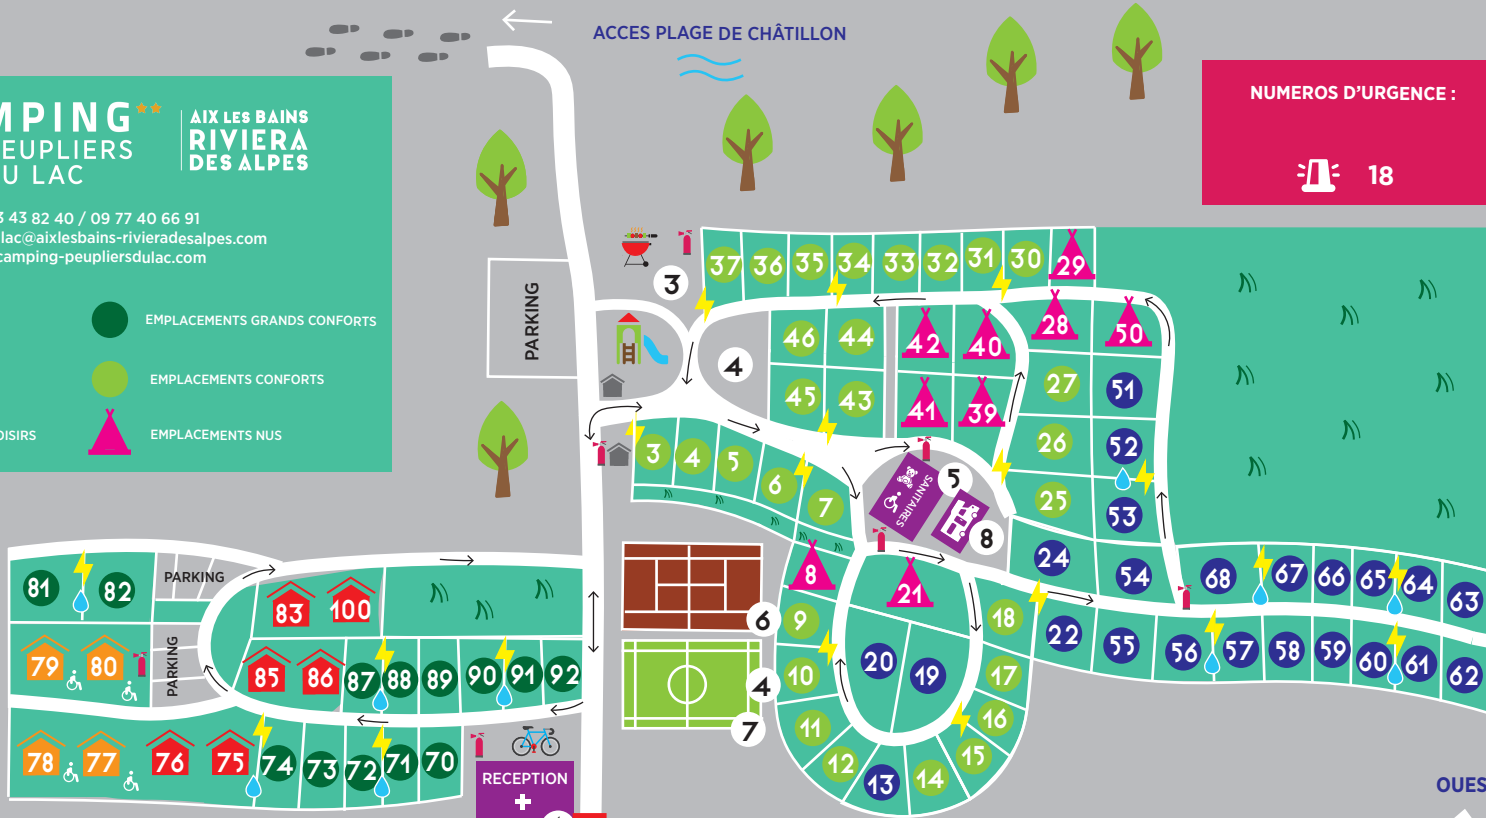 ACCES PLAGE DE CHÂTILLON
NUMEROS D'URGENCE :
18
MPING
EUPLIERS
U LAC
AIX LES BAINS
RIVIERA
DES ALPES
3 43 82 40 / 09 77 40 66 91
lac@aixlesbains-rivieradesalpes.com
camping-peupliersdulac.com
EMPLACEMENTS GRANDS CONFORTS
EMPLACEMENTS CONFORTS
OISIRS
EMPLACEMENTS NUS
PARKING
3
37 36 35 34 33 32 31 30 29
4
46 44 42 40 28 50
45 43 41 39 27 51
3 4 5 6 7
26 52
25 53
SANITAIRES
5
8
24 54
8 21
68 67 66 65 64 63
9 18 22 55 56 57 58 59 60 61 62
10 20 19 17
11 16
12 13 14 15
6
4
7
81 82
PARKING
83 100
79 80
PARKING
85 86 87 88 89 90 91 92
78 77 76 75 74 73 72 71 70
RECEPTION
+
OUES